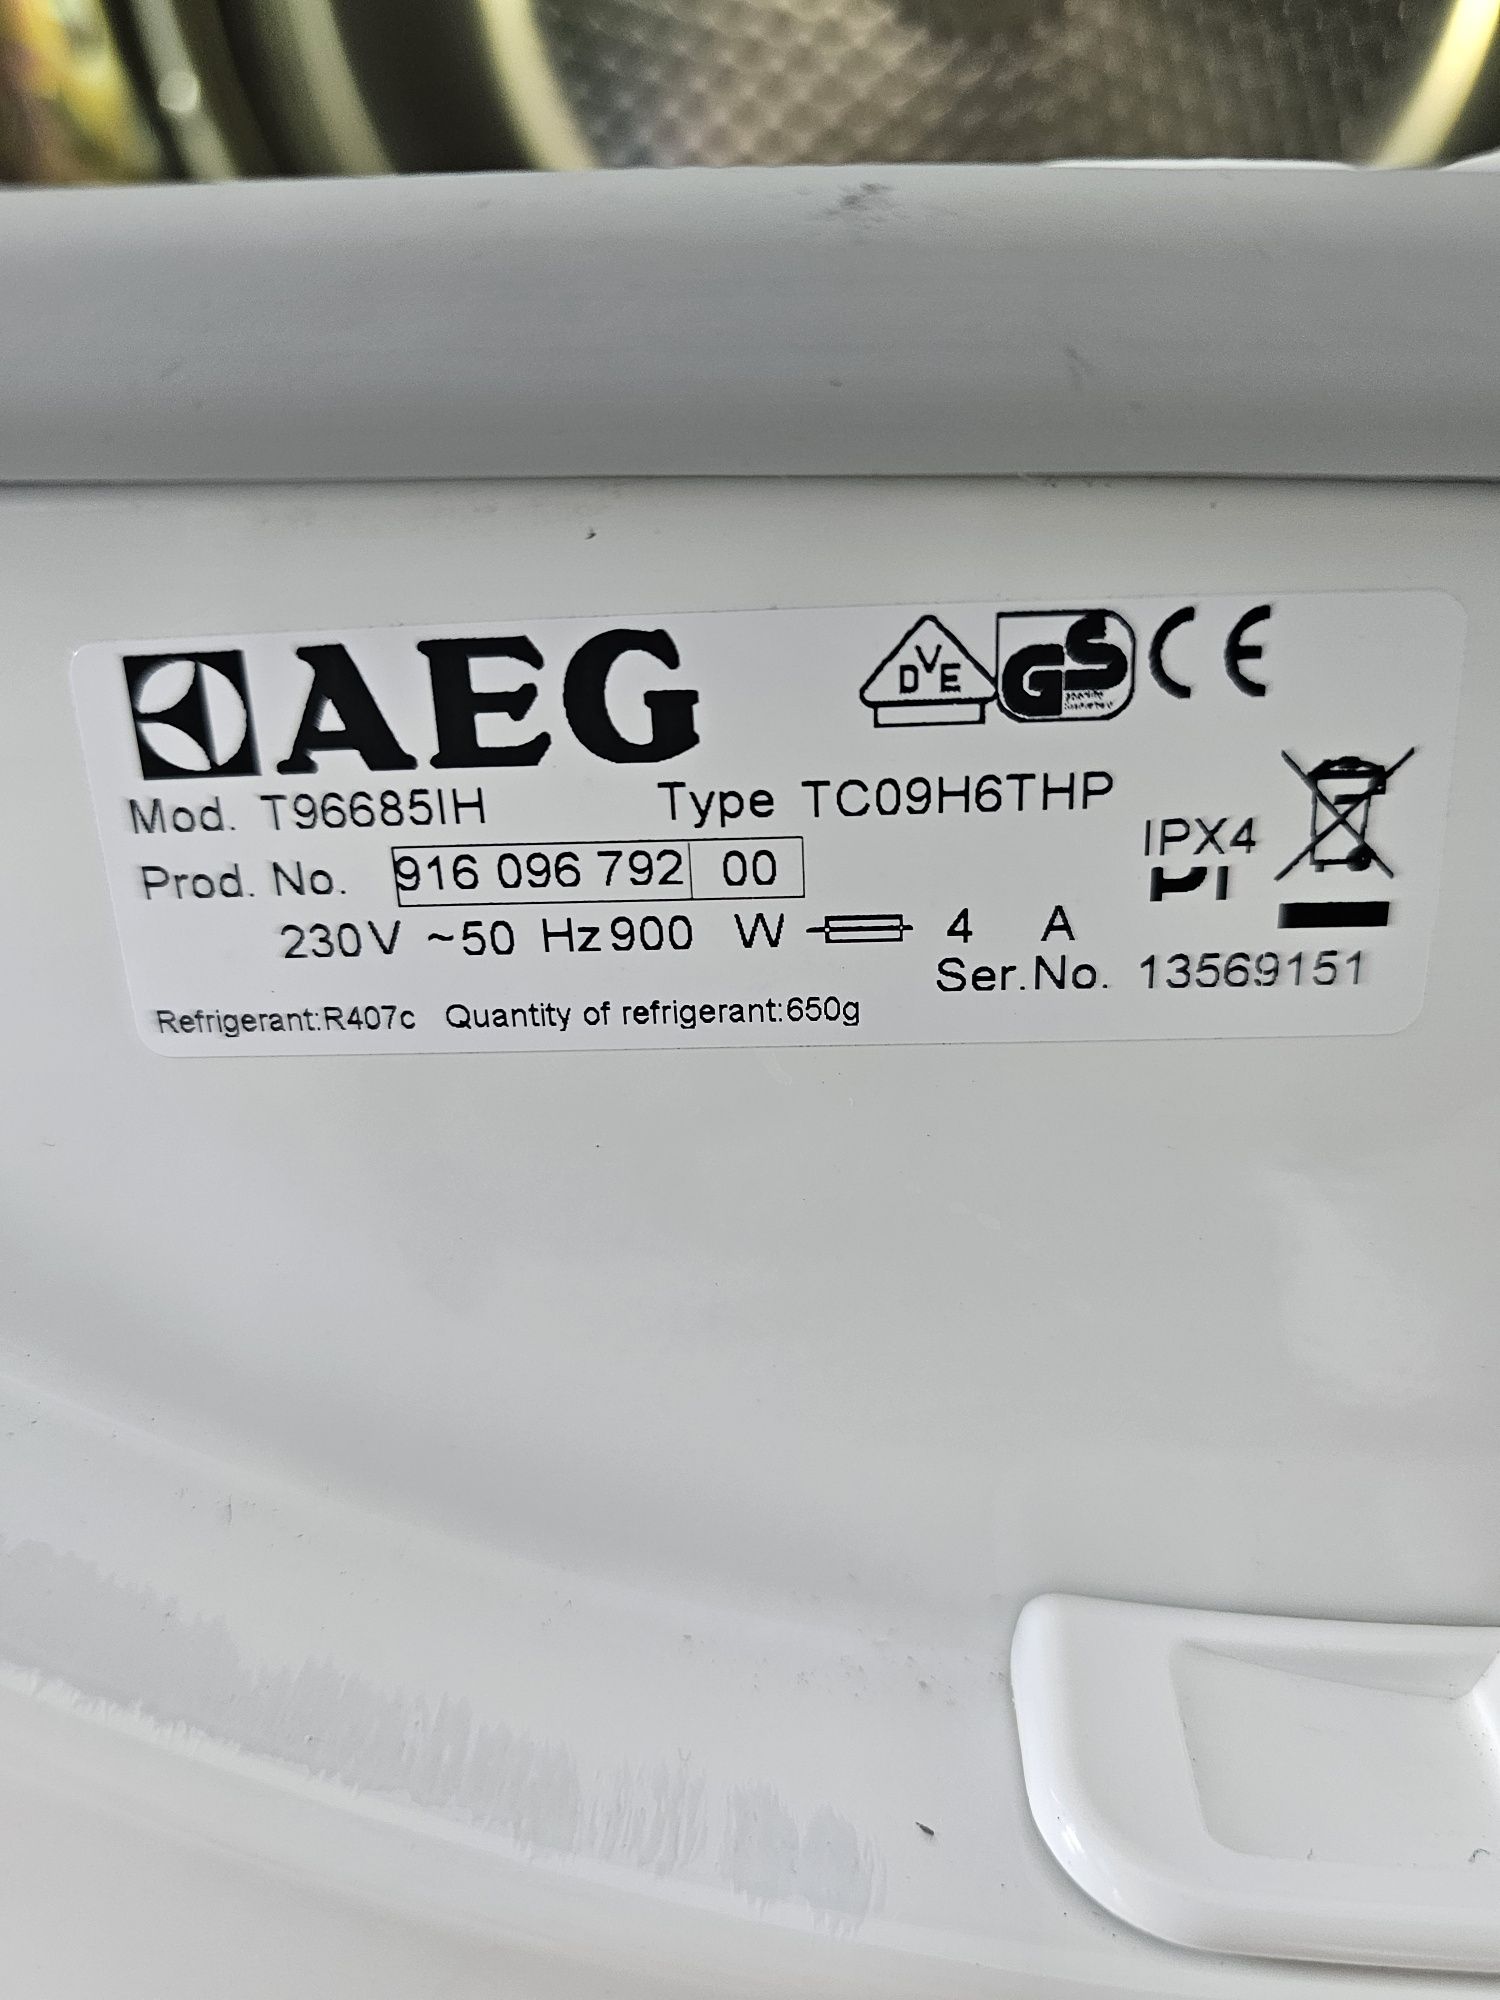 AEG
DVE
GS
CE
Mod. T96685IH Type TC09H6THP
IPX4
Prod. No. 916 096 792 00
230V ~50 Hz 900 W 4 A
Ser.No. 13569151
Refrigerant:R407c Quantity of refrigerant:650g